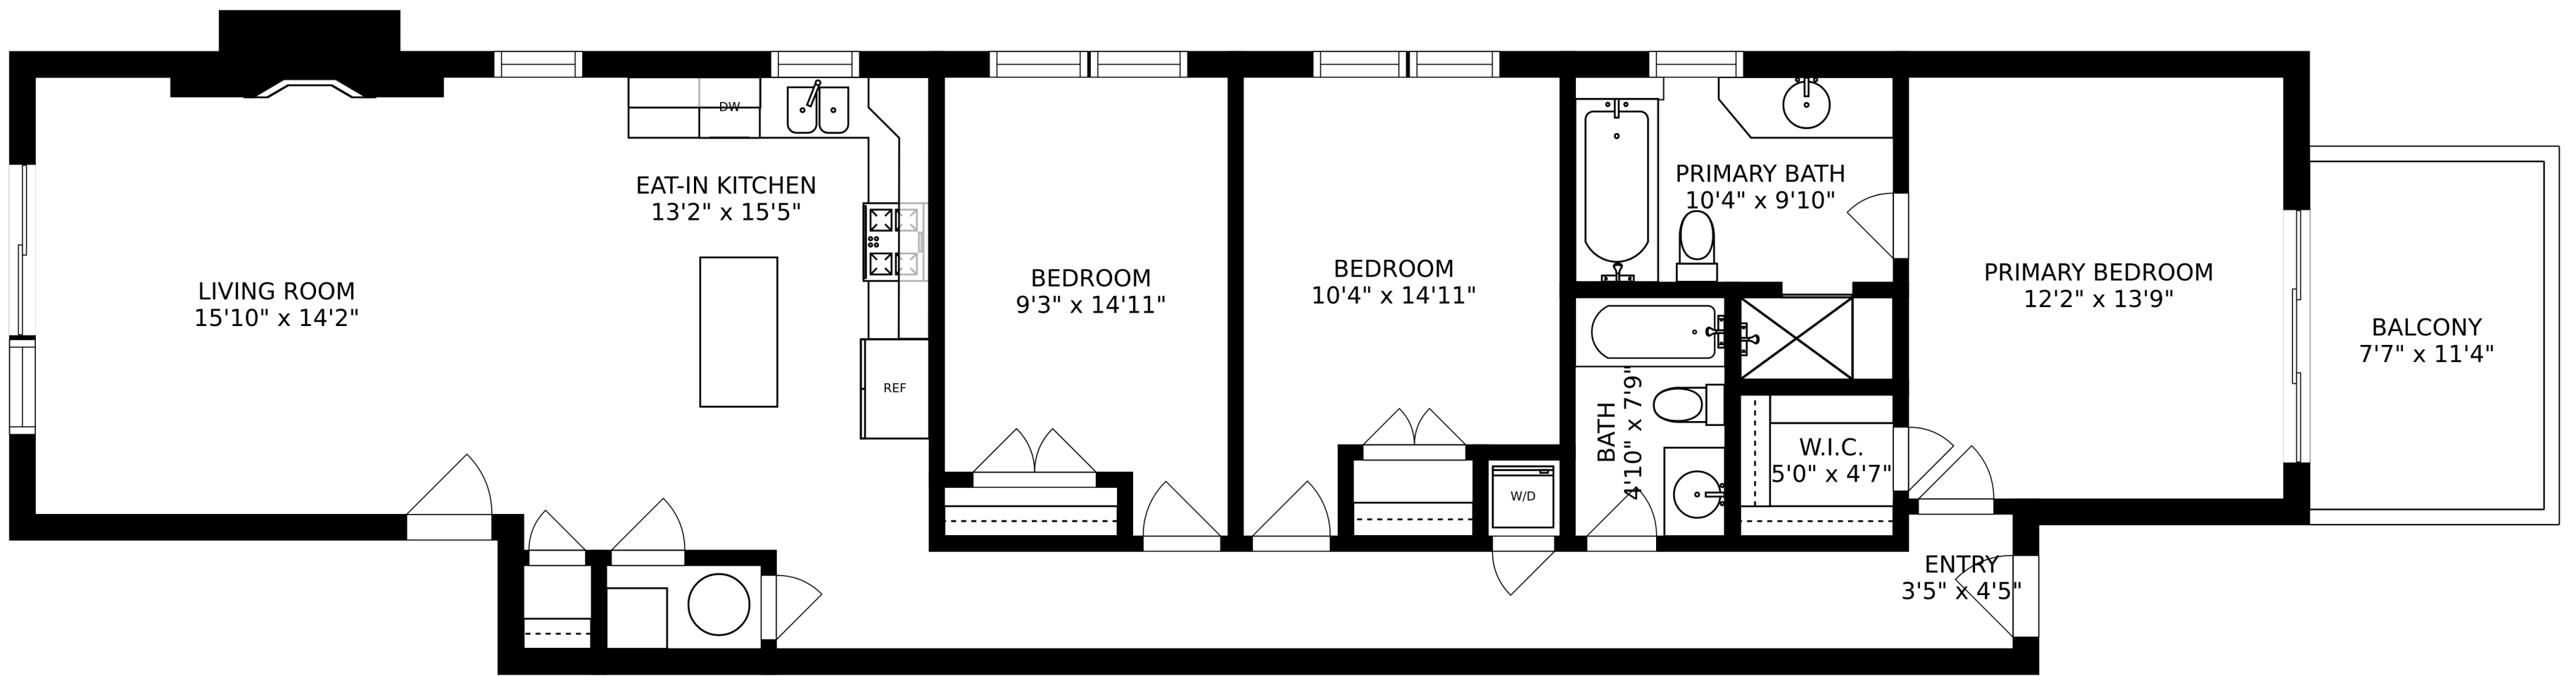 LIVING ROOM
15'10" x 14'2"
EAT-IN KITCHEN
13'2" x 15'5"
DW
REF
BEDROOM
9'3" x 14'11"
BEDROOM
10'4" x 14'11"
W/D
PRIMARY BATH
10'4" x 9'10"
BATH
4'10" x 7'9"
W.I.C.
5'0" x 4'7"
PRIMARY BEDROOM
12'2" x 13'9"
ENTRY
3'5" x 4'5"
BALCONY
7'7" x 11'4"